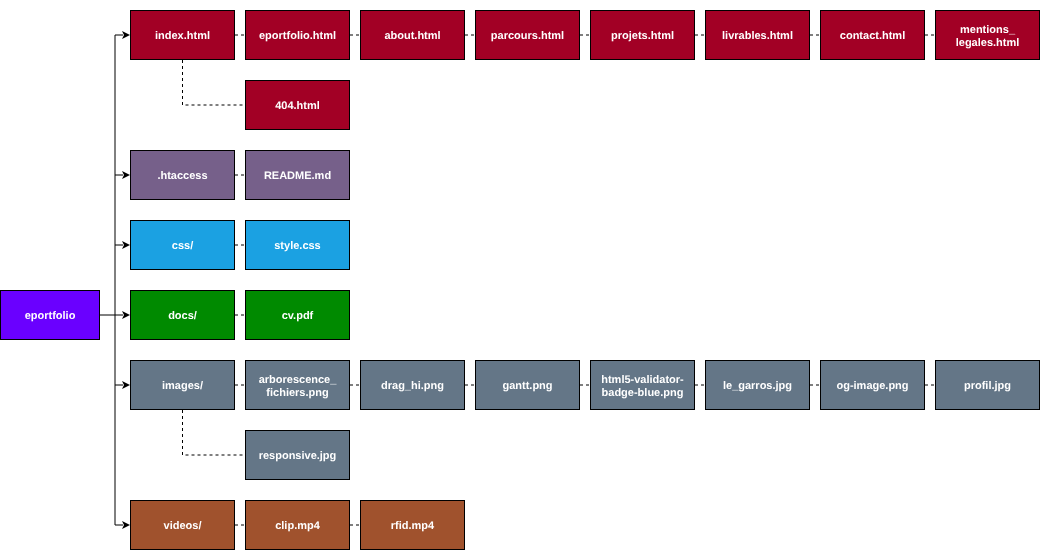 index.html
eportfolio.html
about.html
parcours.html
projets.html
livrables.html
contact.html
mentions_
legales.html
404.html
.htaccess
README.md
css/
style.css
eportfolio
docs/
cv.pdf
images/
arborescence_
fichiers.png
drag_hi.png
gantt.png
html5-validator-
badge-blue.png
le_garros.jpg
og-image.png
profil.jpg
responsive.jpg
videos/
clip.mp4
rfid.mp4